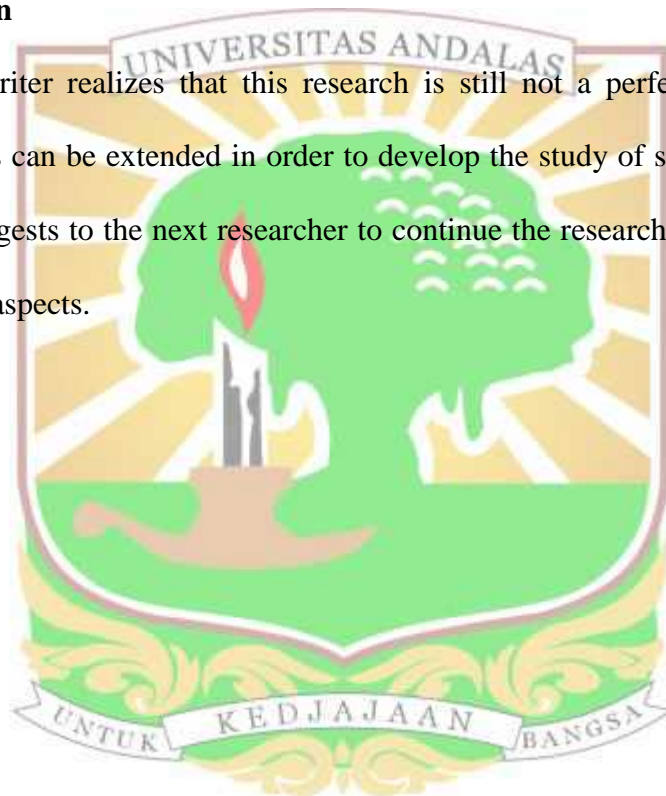 n
UNIVERSITAS ANDALAS
riter realizes that this research is still not a perfe
s can be extended in order to develop the study of s
gests to the next researcher to continue the research
aspects.
UNTUK KEDJAJAAN BANGSA